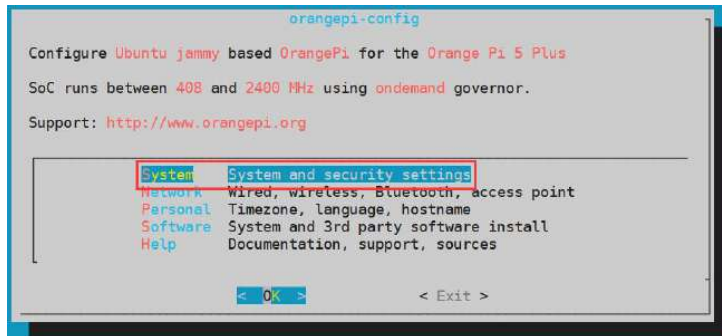 orangepi-config
Configure Ubuntu jammy based OrangePi for the Orange Pi 5 Plus
SoC runs between 408 and 2400 MHz using ondemand governor.
Support: http://www.orangepi.org
System System and security settings
Network Wired, wireless, Bluetooth, access point
Personal Timezone, language, hostname
Software System and 3rd party software install
Help Documentation, support, sources
< OK > < Exit >